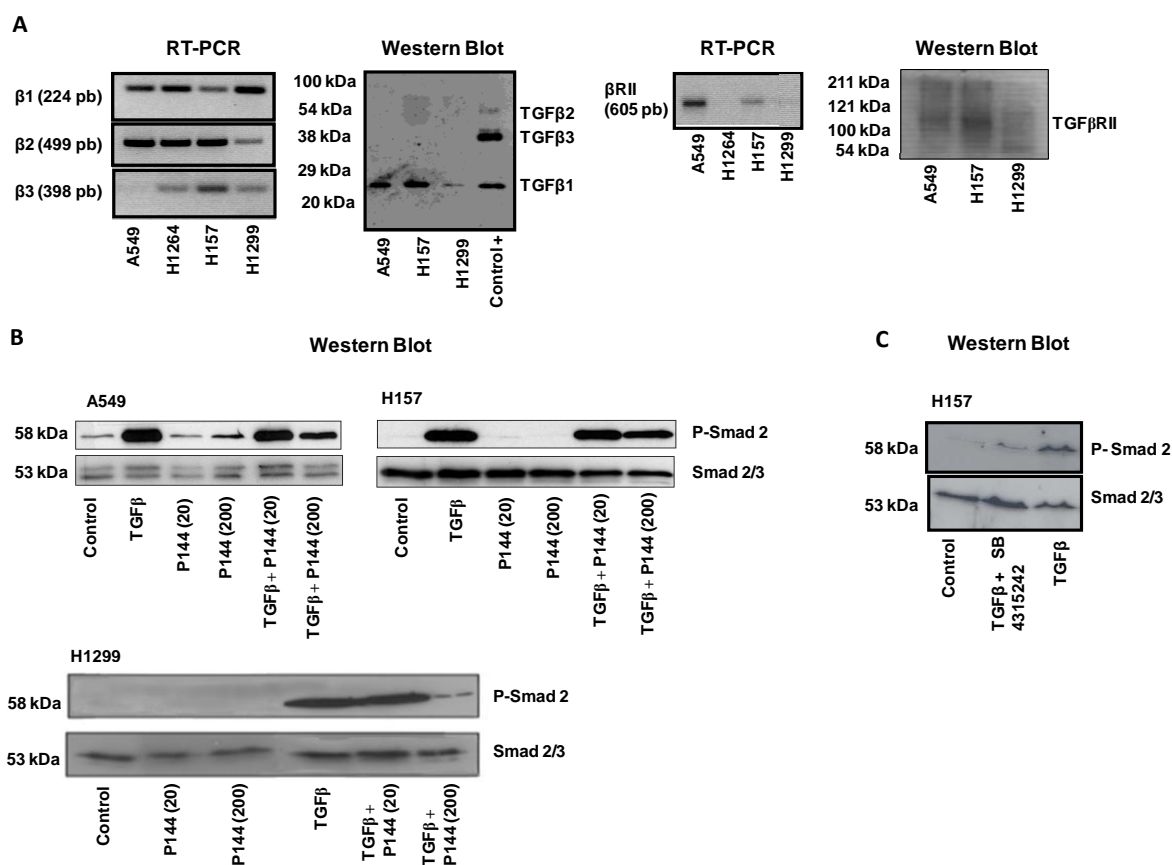 A
RT-PCR
β1 (224 pb)
β2 (499 pb)
β3 (398 pb)
A549
H1264
H157
H1299
Western Blot
100 kDa
54 kDa
38 kDa
29 kDa
20 kDa
TGFβ2
TGFβ3
TGFβ1
A549
H157
H1299
Control +
RT-PCR
βRII
(605 pb)
A549
H1264
H157
H1299
Western Blot
211 kDa
121 kDa
100 kDa
54 kDa
TGFβRII
A549
H157
H1299
B
Western Blot
A549
58 kDa
53 kDa
Control
TGFβ
P144 (20)
P144 (200)
TGFβ + P144 (20)
TGFβ + P144 (200)
H157
P-Smad 2
Smad 2/3
Control
TGFβ
P144 (20)
P144 (200)
TGFβ + P144 (20)
TGFβ + P144 (200)
H1299
58 kDa
P-Smad 2
53 kDa
Smad 2/3
Control
P144 (20)
P144 (200)
TGFβ
TGFβ +
P144 (20)
TGFβ +
P144 (200)
C
Western Blot
H157
58 kDa
P- Smad 2
53 kDa
Smad 2/3
Control
TGFβ + SB
4315242
TGFβ